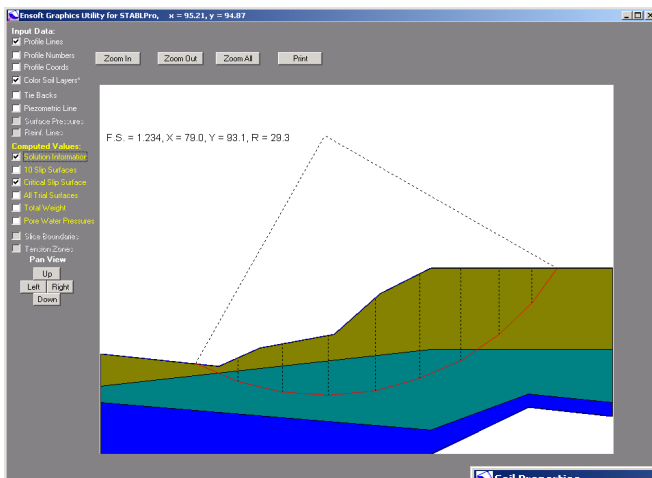 Ensoft Graphics Utility for STABLPro,    x = 95.21, y = 94.87
Input Data:
Profile Lines
Profile Numbers
Profile Coords
Color Soil Layers*
Tie Backs
Piezometric Line
Surface Pressures
Reinf. Lines
Computed Values:
Solution Information
10 Slip Surfaces
Critical Slip Surface
All Trial Surfaces
Total Weight
Pore Water Pressures
Slice Boundaries
Tension Zones
Pan View
Up
Left Right
Down
Zoom In Zoom Out Zoom All Print
F.S. = 1.234, X = 79.0, Y = 93.1, R = 29.3
Soil Properties